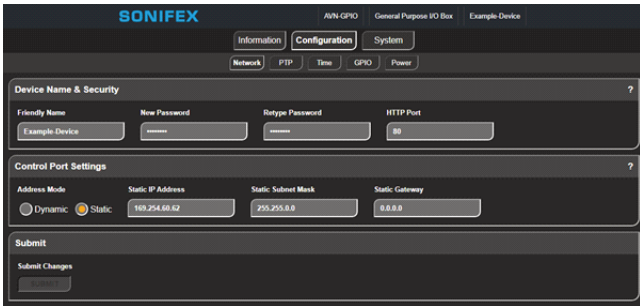 SONIFEX AVN-GPIO General Purpose I/O Box Example-Device
Information Configuration System
Network PTP Time GPIO Power
Device Name & Security ?
Friendly Name New Password Retype Password HTTP Port
Example-Device •••••••• •••••••• 80
Control Port Settings ?
Address Mode Static IP Address Static Subnet Mask Static Gateway
Dynamic Static 169.254.60.62 255.255.0.0 0.0.0.0
Submit
Submit Changes
SUBMIT